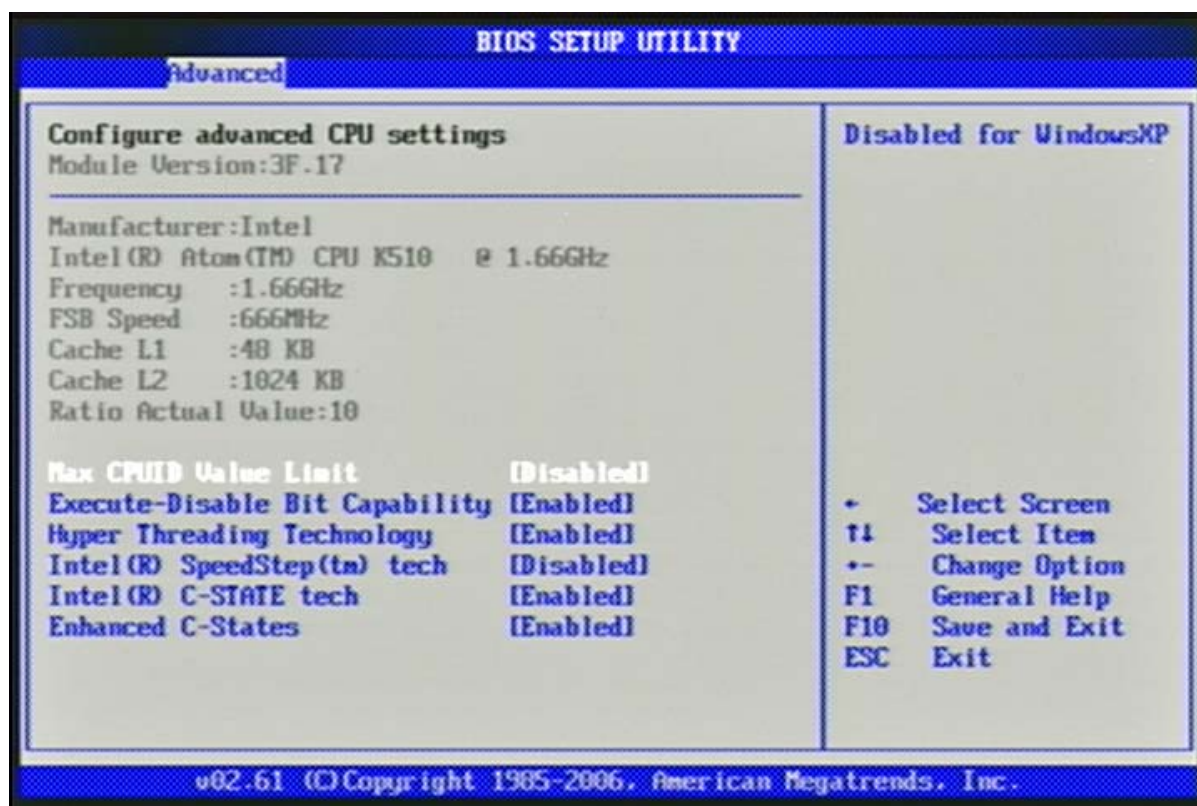 BIOS SETUP UTILITY
Advanced
Configure advanced CPU settings
Module Version:3F.17
Manufacturer:Intel
Intel(R) Atom(TM) CPU K510 @ 1.66GHz
Frequency :1.66GHz
FSB Speed :666MHz
Cache L1 :48 KB
Cache L2 :1024 KB
Ratio Actual Value:10
Max CPUID Value Limit [Disabled]
Execute-Disable Bit Capability [Enabled]
Hyper Threading Technology [Enabled]
Intel(R) SpeedStep(tm) tech [Disabled]
Intel(R) C-STATE tech [Enabled]
Enhanced C-States [Enabled]
Disabled for WindowsXP
← Select Screen
↑↓ Select Item
+- Change Option
F1 General Help
F10 Save and Exit
ESC Exit
v02.61 (C)Copyright 1985-2006, American Megatrends, Inc.